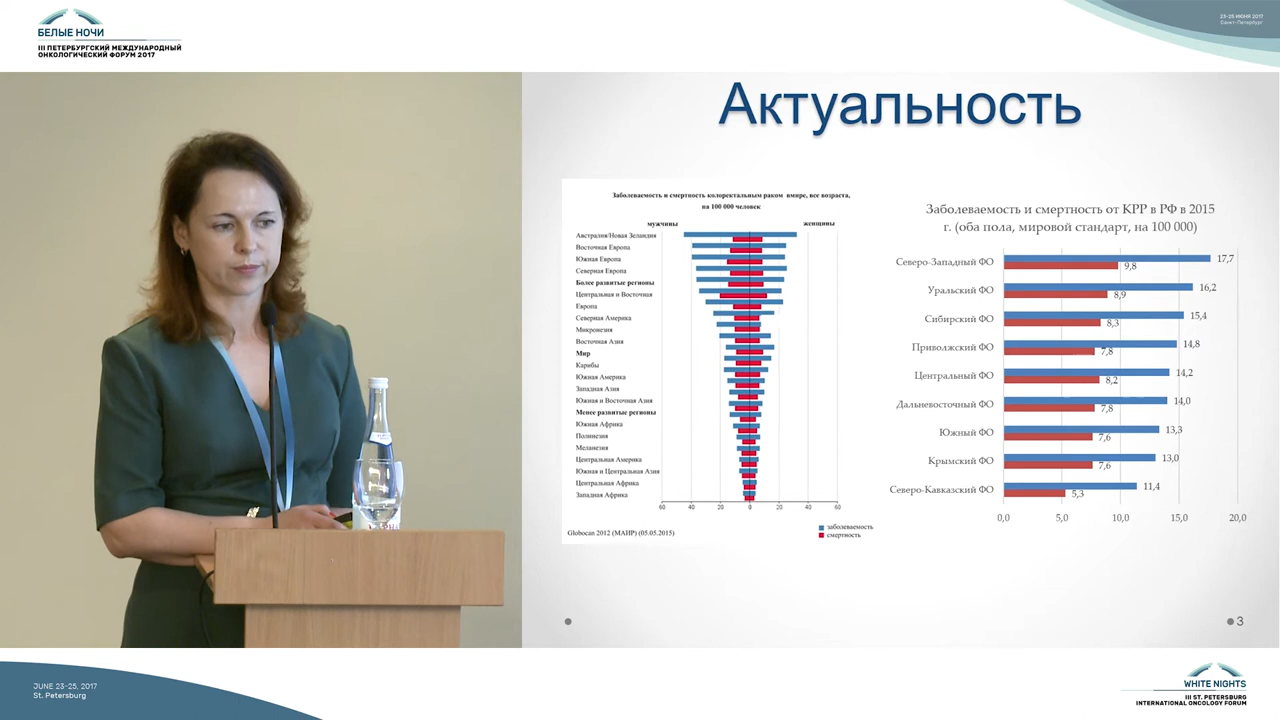 БЕЛЫЕ НОЧИ
III ПЕТЕРБУРГСКИЙ МЕЖДУНАРОДНЫЙ
ОНКОЛОГИЧЕСКИЙ ФОРУМ 2017
23-25 ИЮНЯ 2017
Санкт-Петербург
Актуальность
Заболеваемость и смертность колоректальным раком вмире, все возраста,
на 100 000 человек
мужчины
женщины
Австралия/Новая Зеландия
Восточная Европа
Южная Европа
Северная Европа
Более развитые регионы
Центральная и Восточная
Европа
Северная Америка
Микронезия
Восточная Азия
Мир
Карибы
Южная Америка
Западная Азия
Южная и Восточная Азия
Менее развитые регионы
Южная Африка
Полинезия
Меланезия
Центральная Америка
Южная и Центральная Азия
Центральная Африка
Западная Африка
60 40 20 0 20 40 60
заболеваемость
смертность
Globocan 2012 (МАИР) (05.05.2015)
Заболеваемость и смертность от КРР в РФ в 2015
г. (оба пола, мировой стандарт, на 100 000)
Северо-Западный ФО 17,7 9,8
Уральский ФО 16,2 8,9
Сибирский ФО 15,4 8,3
Приволжский ФО 14,8 7,8
Центральный ФО 14,2 8,2
Дальневосточный ФО 14,0 7,8
Южный ФО 13,3 7,6
Крымский ФО 13,0 7,6
Северо-Кавказский ФО 11,4 5,3
0,0 5,0 10,0 15,0 20,0
3
JUNE 23-25, 2017
St. Petersburg
WHITE NIGHTS
III ST. PETERSBURG
INTERNATIONAL ONCOLOGY FORUM